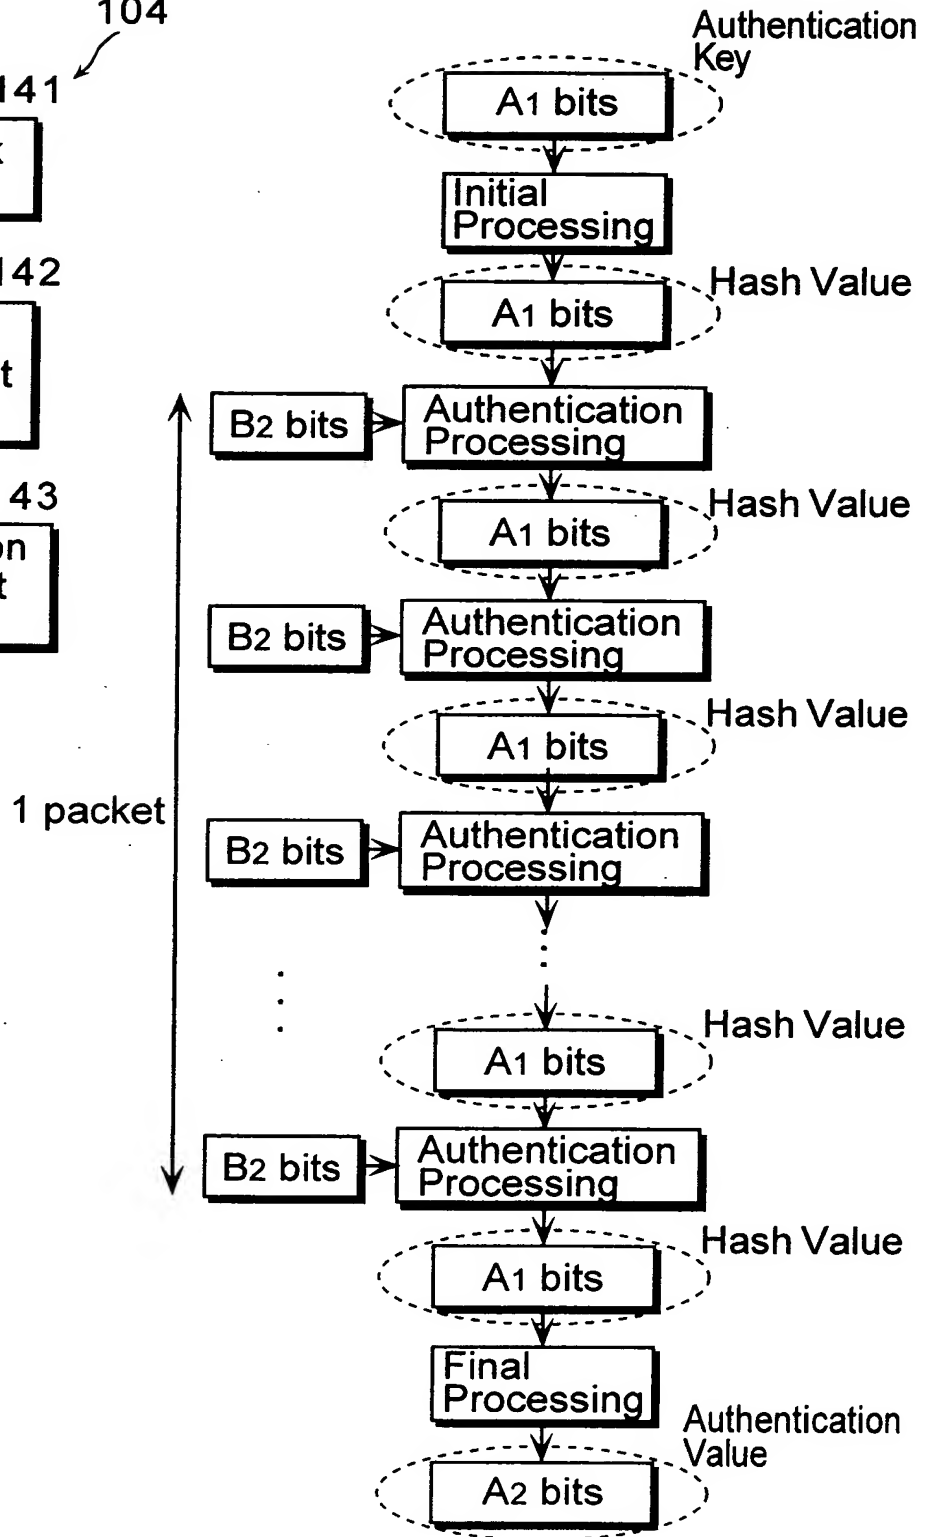 104
141
142
t
43
on
t
Authentication
Key
A1 bits
Initial
Processing
Hash Value
A1 bits
B2 bits
Authentication
Processing
Hash Value
A1 bits
B2 bits
Authentication
Processing
Hash Value
A1 bits
1 packet
B2 bits
Authentication
Processing
Hash Value
A1 bits
B2 bits
Authentication
Processing
Hash Value
A1 bits
Final
Processing
Authentication
Value
A2 bits